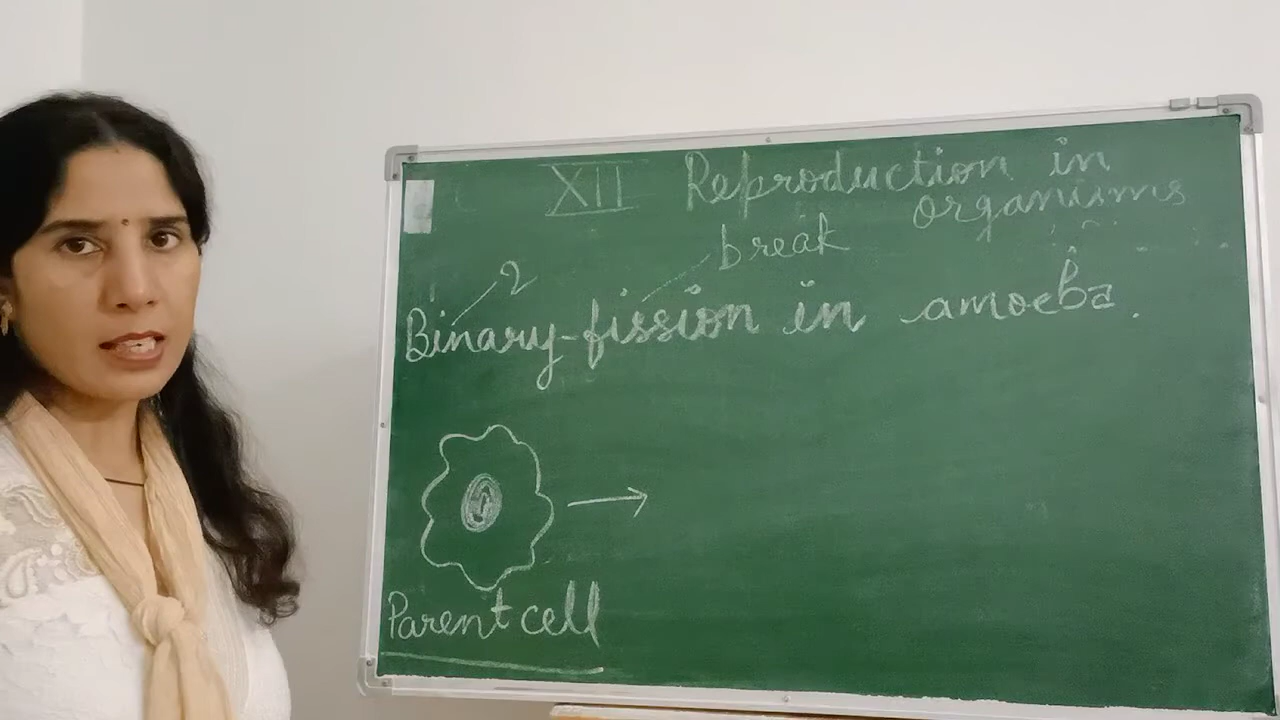 XII Reproduction in
organisms
break
2
Binary-fission in amoeba.
Parent cell